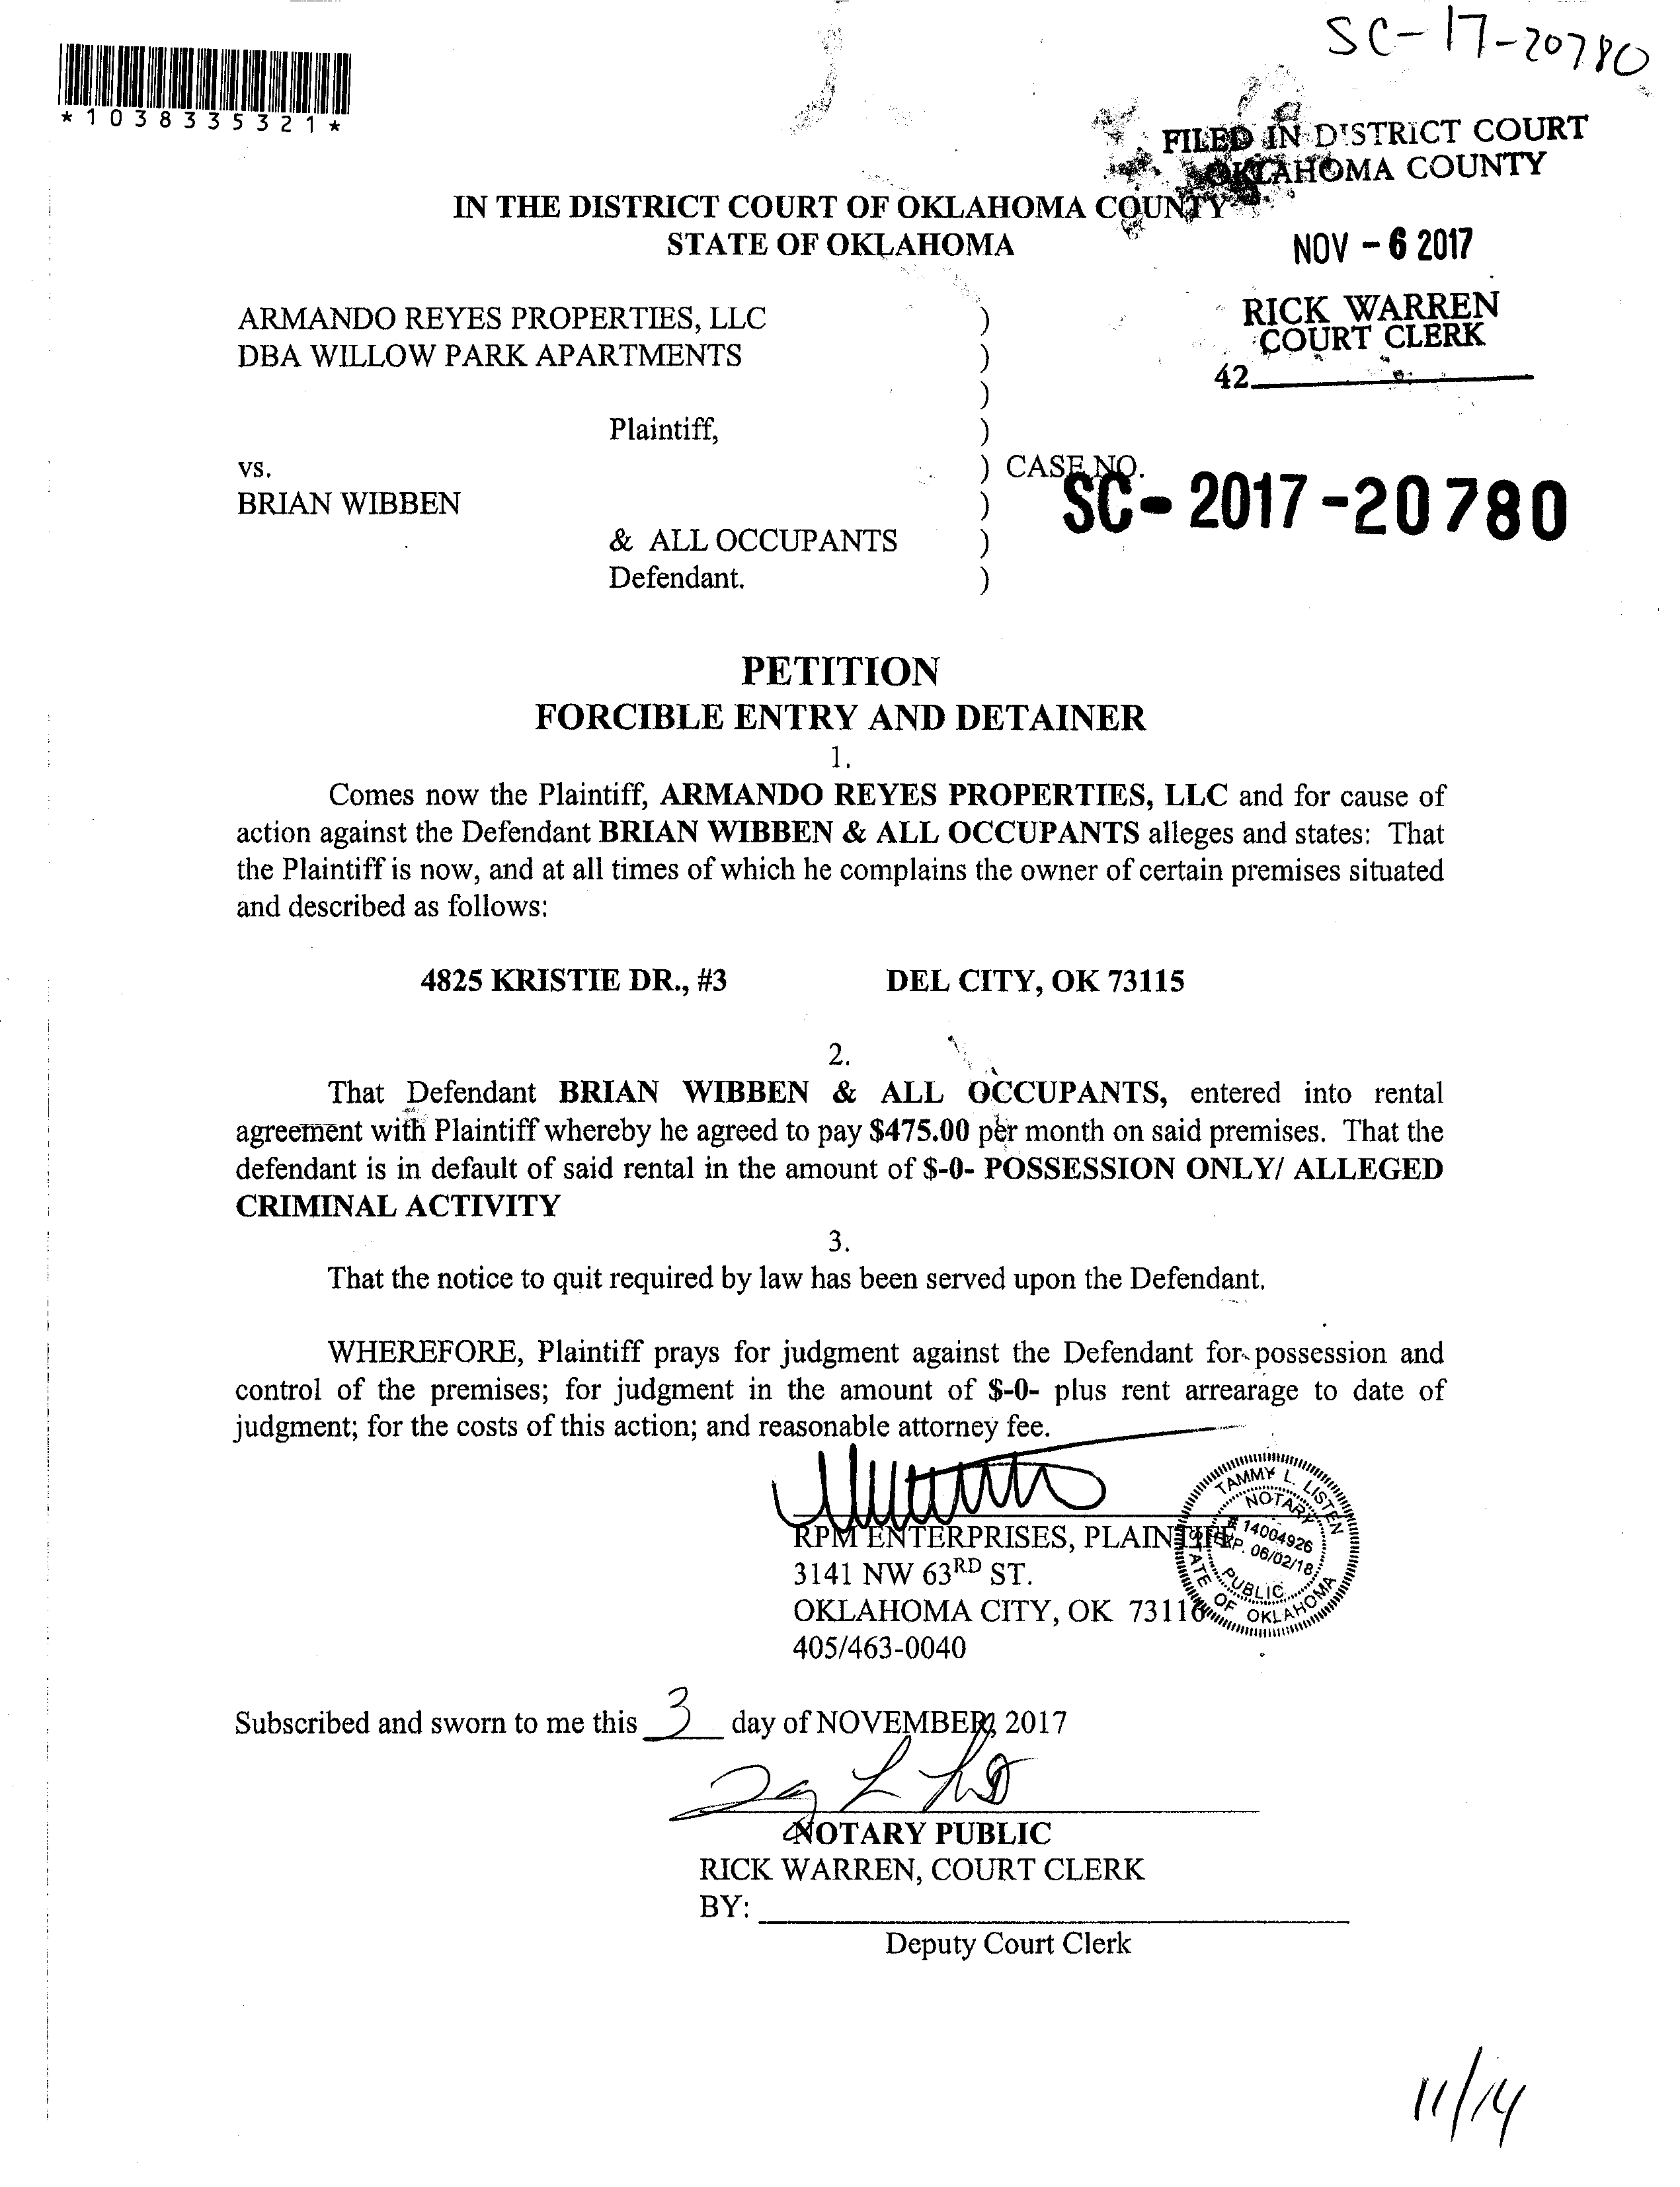 SC-17-20780
*1038335321*
FILED IN DISTRICT COURT
OKLAHOMA COUNTY
IN THE DISTRICT COURT OF OKLAHOMA COUNTY
STATE OF OKLAHOMA
NOV - 6 2017
RICK WARREN
COURT CLERK
42
ARMANDO REYES PROPERTIES, LLC )
DBA WILLOW PARK APARTMENTS )
)
Plaintiff, )
vs. ) CASE NO.
SC-2017-20780
BRIAN WIBBEN )
& ALL OCCUPANTS )
Defendant. )
PETITION
FORCIBLE ENTRY AND DETAINER
1.
Comes now the Plaintiff, ARMANDO REYES PROPERTIES, LLC and for cause of
action against the Defendant BRIAN WIBBEN & ALL OCCUPANTS alleges and states: That
the Plaintiff is now, and at all times of which he complains the owner of certain premises situated
and described as follows:
4825 KRISTIE DR., #3 DEL CITY, OK 73115
2.
That Defendant BRIAN WIBBEN & ALL OCCUPANTS, entered into rental
agreement with Plaintiff whereby he agreed to pay $475.00 per month on said premises. That the
defendant is in default of said rental in the amount of $-0- POSSESSION ONLY/ ALLEGED
CRIMINAL ACTIVITY
3.
That the notice to quit required by law has been served upon the Defendant.
WHEREFORE, Plaintiff prays for judgment against the Defendant for possession and
control of the premises; for judgment in the amount of $-0- plus rent arrearage to date of
judgment; for the costs of this action; and reasonable attorney fee.
RPM ENTERPRISES, PLAINTIFF
3141 NW 63RD ST.
OKLAHOMA CITY, OK 73116
405/463-0040
TAMMY L. LISTEN
NOTARY
# 14004926
EXP. 06/02/18
PUBLIC
STATE OF OKLAHOMA
Subscribed and sworn to me this 3 day of NOVEMBER, 2017
NOTARY PUBLIC
RICK WARREN, COURT CLERK
BY:
Deputy Court Clerk
11/14